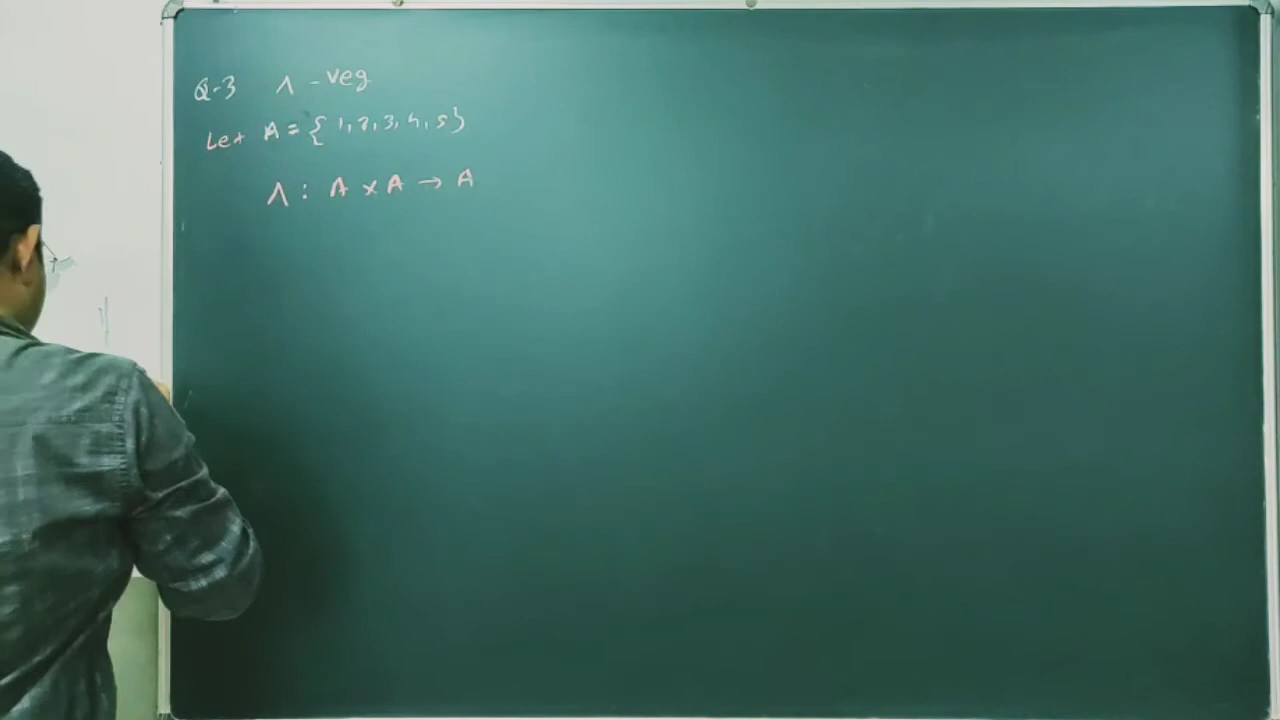 Q-3 ∧ - veg
Let A = { 1, 2, 3, 4, 5 }
∧ : A × A → A